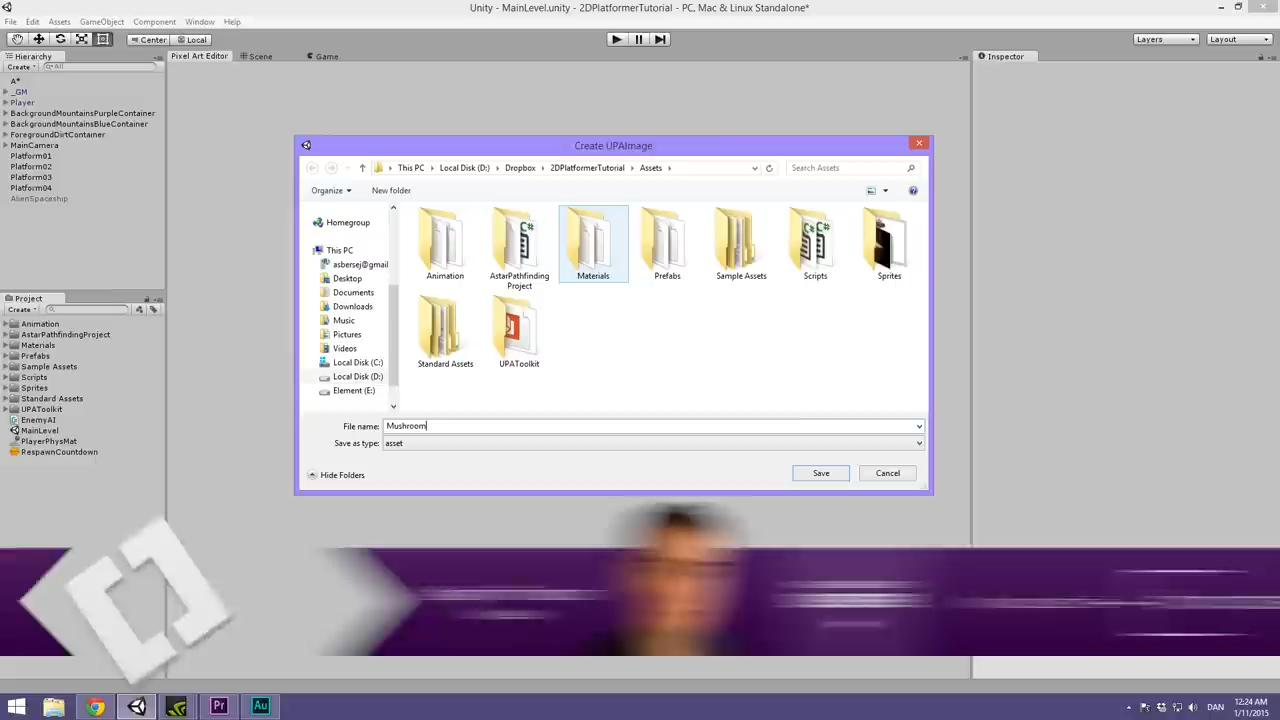 Unity - MainLevel.unity - 2DPlatformerTutorial - PC, Mac & Linux Standalone*
File Edit Assets GameObject Component Window Help
Center Local Layers Layout
Hierarchy Pixel Art Editor Scene Game Inspector
Create All
A*
_GM
Player
BackgroundMountainsPurpleContainer
BackgroundMountainsBlueContainer
ForegroundDirtContainer
MainCamera
Platform01
Platform02
Platform03
Platform04
AlienSpaceship
Project
Create
Animation
AstarPathfindingProject
Materials
Prefabs
Sample Assets
Scripts
Sprites
Standard Assets
UPAToolkit
EnemyAI
MainLevel
PlayerPhysMat
RespawnCountdown
Create UPAImage
This PC Local Disk (D:) Dropbox 2DPlatformerTutorial Assets Search Assets
Organize New folder
Homegroup
This PC
asbersej@gmail
Desktop
Documents
Downloads
Music
Pictures
Videos
Local Disk (C:)
Local Disk (D:)
Element (E:)
Animation
AstarPathfinding
Project
Materials
Prefabs
Sample Assets
C# C# C#
Scripts
Sprites
Standard Assets
UPAToolkit
File name: Mushroom
Save as type: asset
Hide Folders Save Cancel
Pr Au DAN 12:24 AM
1/11/2015